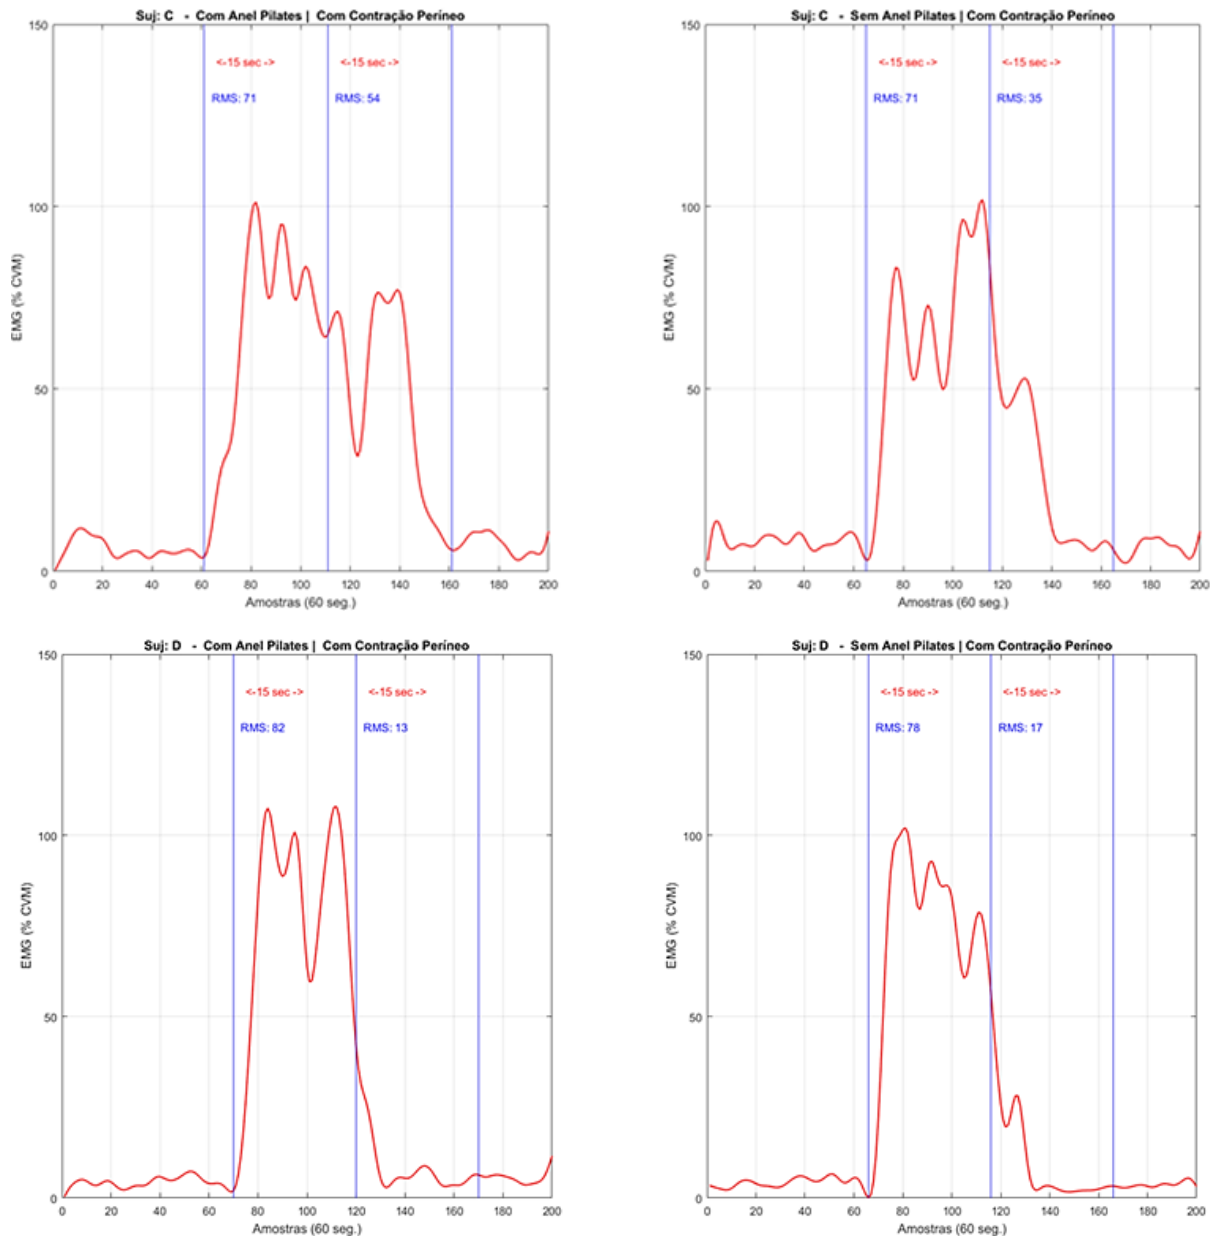 Suj: C - Com Anel Pilates | Com Contração Períneo
150
<-15 sec -> <-15 sec ->
RMS: 71 RMS: 54
100
EMG (% CVM)
50
0
0 20 40 60 80 100 120 140 160 180 200
Amostras (60 seg.)
Suj: C - Sem Anel Pilates | Com Contração Períneo
150
<-15 sec -> <-15 sec ->
RMS: 71 RMS: 35
100
EMG (% CVM)
50
0
0 20 40 60 80 100 120 140 160 180 200
Amostras (60 seg.)
Suj: D - Com Anel Pilates | Com Contração Períneo
150
<-15 sec -> <-15 sec ->
RMS: 82 RMS: 13
100
EMG (% CVM)
50
0
0 20 40 60 80 100 120 140 160 180 200
Amostras (60 seg.)
Suj: D - Sem Anel Pilates | Com Contração Períneo
150
<-15 sec -> <-15 sec ->
RMS: 78 RMS: 17
100
EMG (% CVM)
50
0
0 20 40 60 80 100 120 140 160 180 200
Amostras (60 seg.)